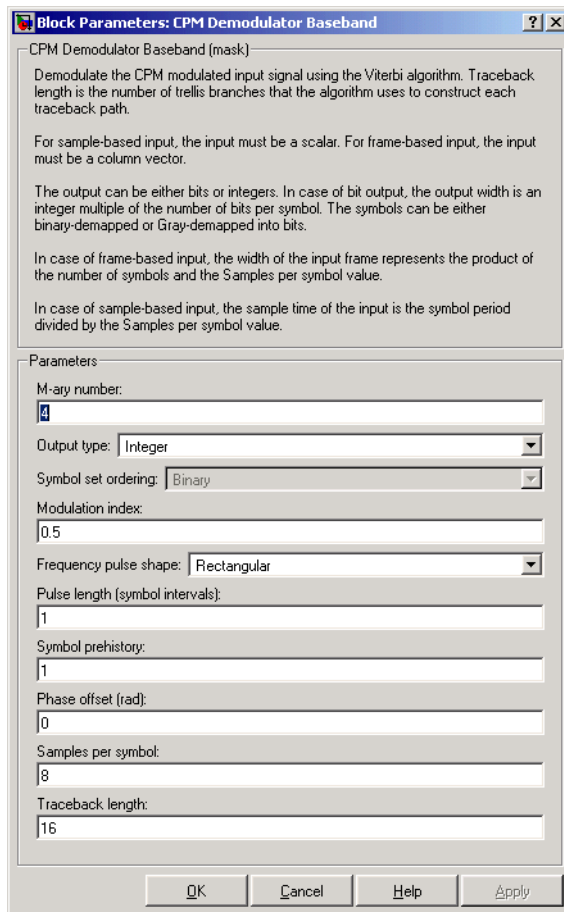 Block Parameters: CPM Demodulator Baseband
CPM Demodulator Baseband (mask)
Demodulate the CPM modulated input signal using the Viterbi algorithm. Traceback
length is the number of trellis branches that the algorithm uses to construct each
traceback path.
For sample-based input, the input must be a scalar. For frame-based input, the input
must be a column vector.
The output can be either bits or integers. In case of bit output, the output width is an
integer multiple of the number of bits per symbol. The symbols can be either
binary-demapped or Gray-demapped into bits.
In case of frame-based input, the width of the input frame represents the product of
the number of symbols and the Samples per symbol value.
In case of sample-based input, the sample time of the input is the symbol period
divided by the Samples per symbol value.
Parameters
M-ary number:
4
Output type: Integer
Symbol set ordering: Binary
Modulation index:
0.5
Frequency pulse shape: Rectangular
Pulse length (symbol intervals):
1
Symbol prehistory:
1
Phase offset (rad):
0
Samples per symbol:
8
Traceback length:
16
OK Cancel Help Apply